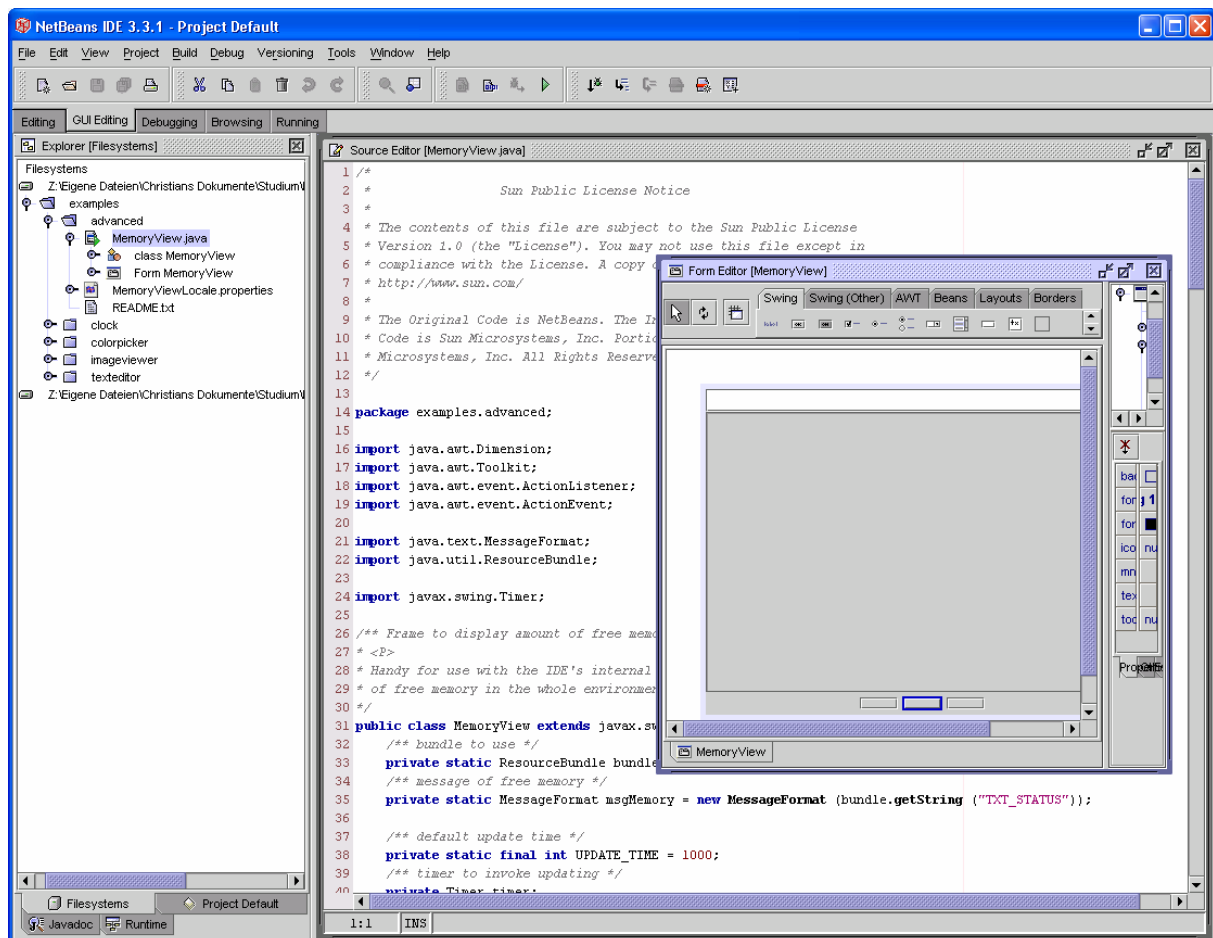 NetBeans IDE 3.3.1 - Project Default
File Edit View Project Build Debug Versioning Tools Window Help
Editing GUI Editing Debugging Browsing Running
Explorer [Filesystems]
Filesystems
Z:\Eigene Dateien\Christians Dokumente\Studium\
examples
advanced
MemoryView.java
class MemoryView
Form MemoryView
MemoryViewLocale.properties
README.txt
clock
colorpicker
imageviewer
texteditor
Z:\Eigene Dateien\Christians Dokumente\Studium\
Filesystems Project Default
Javadoc Runtime
Source Editor [MemoryView.java]
1 /*
2 * Sun Public License Notice
3 *
4 * The contents of this file are subject to the Sun Public License
5 * Version 1.0 (the "License"). You may not use this file except in
6 * compliance with the License. A copy
7 * http://www.sun.com/
8 *
9 * The Original Code is NetBeans. The
10 * Code is Sun Microsystems, Inc.
11 * Microsystems, Inc. All Rights
12 */
13
14 package examples.advanced;
15
16 import java.awt.Dimension;
17 import java.awt.Toolkit;
18 import java.awt.event.ActionListener;
19 import java.awt.event.ActionEvent;
20
21 import java.text.MessageFormat;
22 import java.util.ResourceBundle;
23
24 import javax.swing.Timer;
25
26 /** Frame to display amount of free
27 * <P>
28 * Handy for use with the IDE's internal
29 * of free memory in the whole
30 */
31 public class MemoryView extends javax.sw
32 /** bundle to use */
33 private static ResourceBundle bundle
34 /** message of free memory */
35 private static MessageFormat msgMemory = new MessageFormat (bundle.getString ("TXT_STATUS"));
36
37 /** default update time */
38 private static final int UPDATE_TIME = 1000;
39 /** timer to invoke updating */
40 private Timer timer;
1:1 INS
Form Editor [MemoryView]
Swing Swing (Other) AWT Beans Layouts Borders
label
ico nu
mn
too nu
MemoryView